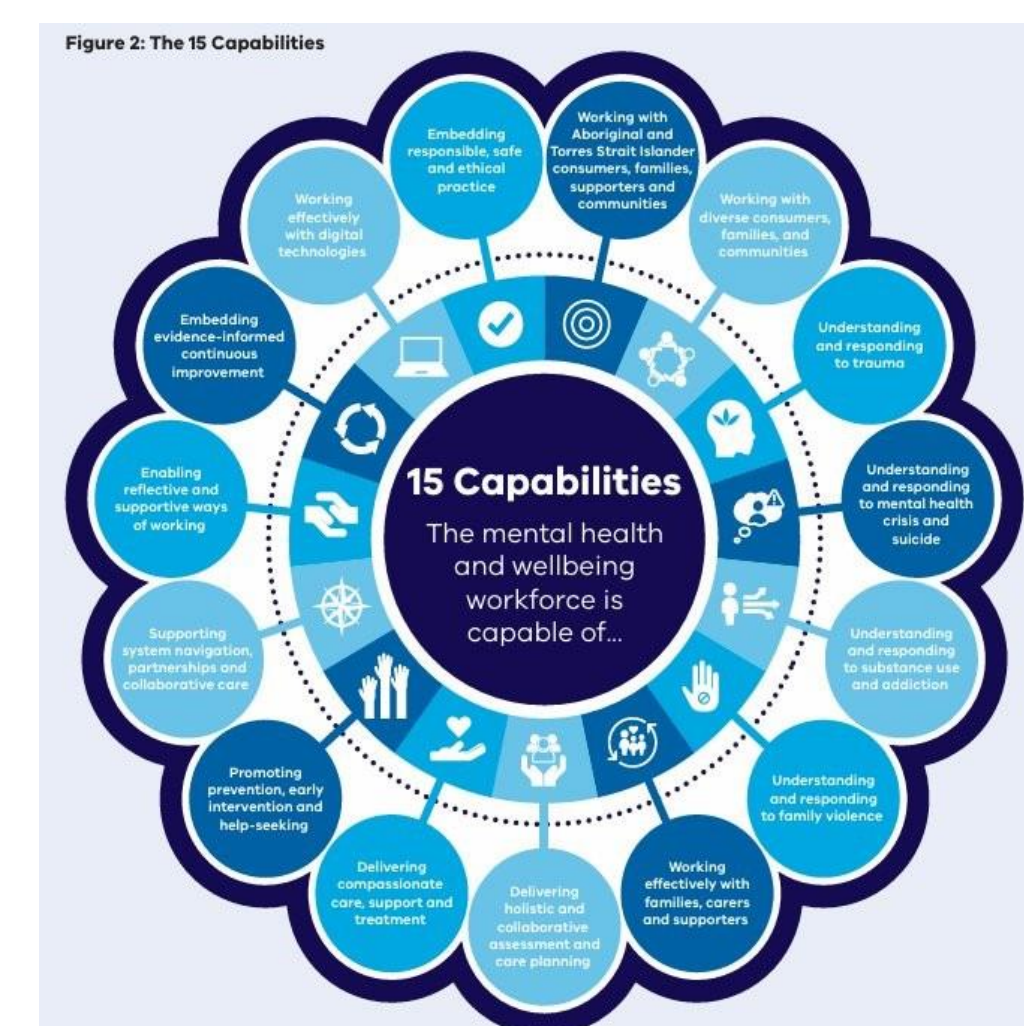 Figure 2: The 15 Capabilities
Embedding
responsible, safe
and ethical
practice
Working with
Aboriginal and
Torres Strait Islander
consumers, families,
supporters and
communities
Working with
diverse consumers,
families, and
communities
Understanding
and responding
to trauma
Understanding
and responding
to mental health
crisis and
suicide
Understanding
and responding
to substance use
and addiction
Understanding
and responding
to family violence
Working
effectively with
families, carers
and supporters
Delivering
holistic and
collaborative
assessment and
care planning
Delivering
compassionate
care, support and
treatment
Promoting
prevention, early
intervention and
help-seeking
Supporting
system navigation,
partnerships and
collaborative care
Enabling
reflective and
supportive ways
of working
Embedding
evidence-informed
continuous
improvement
Working
effectively
with digital
technologies
15 Capabilities
The mental health
and wellbeing
workforce is
capable of...